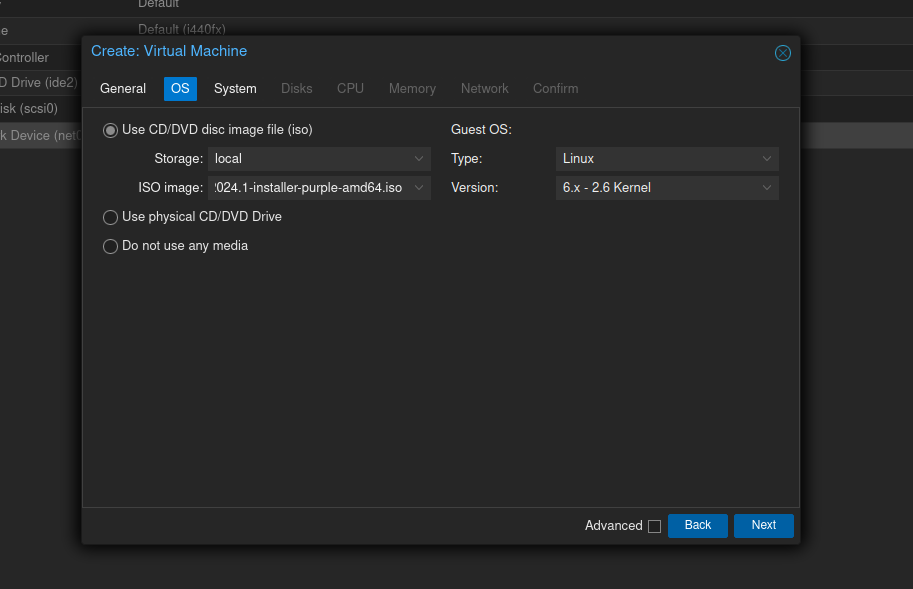 Default
e Default (i440fx)
Create: Virtual Machine
Controller
General OS System Disks CPU Memory Network Confirm
D Drive (ide2)
isk (scsi0)
Use CD/DVD disc image file (iso) Guest OS:
k Device (net0
Storage: local Type: Linux
ISO image: 2024.1-installer-purple-amd64.iso Version: 6.x - 2.6 Kernel
Use physical CD/DVD Drive
Do not use any media
Advanced Back Next